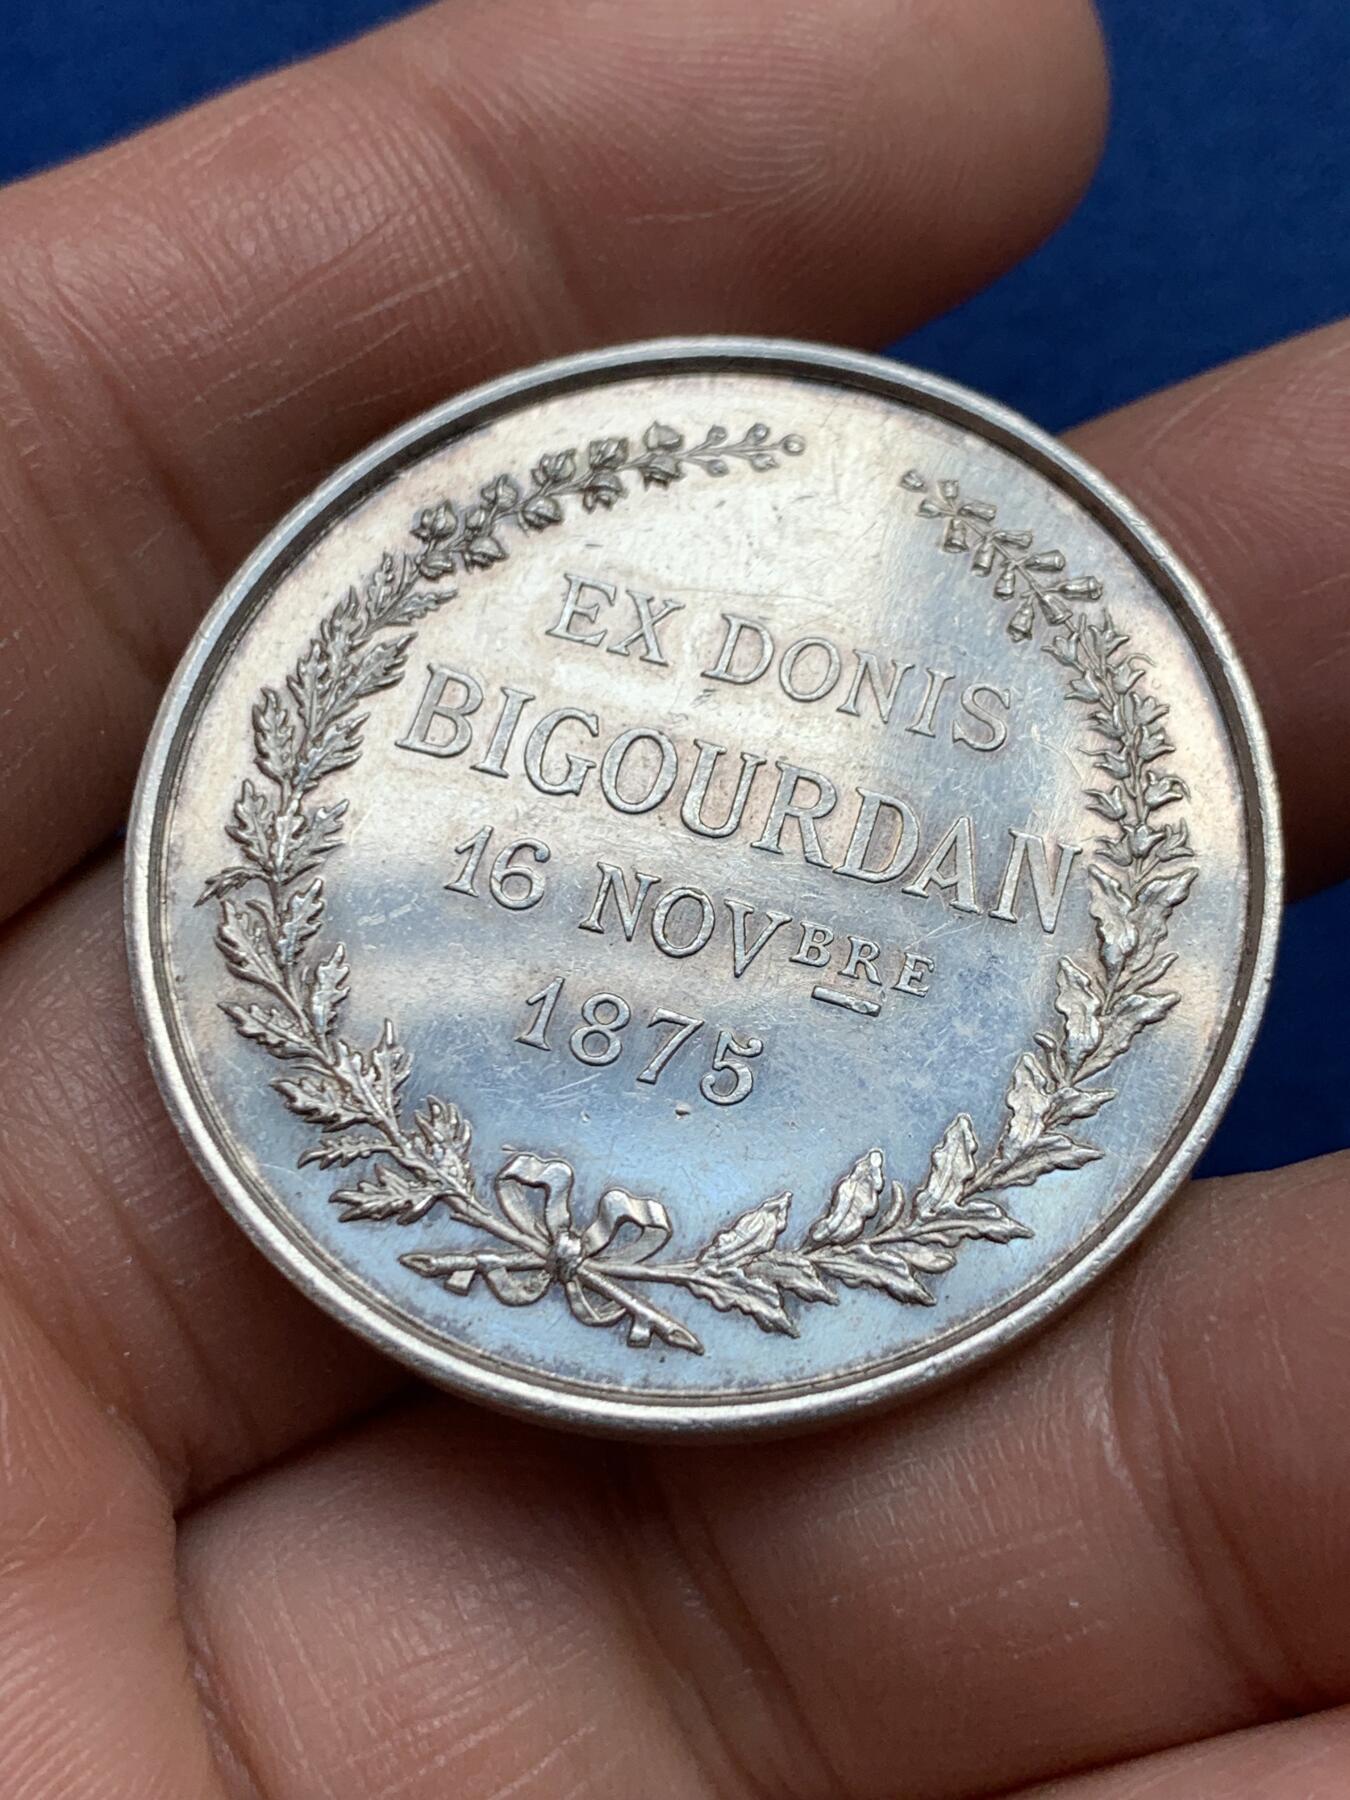 EX DONIS
BIGOURDAN
16 NOVBRE
1875